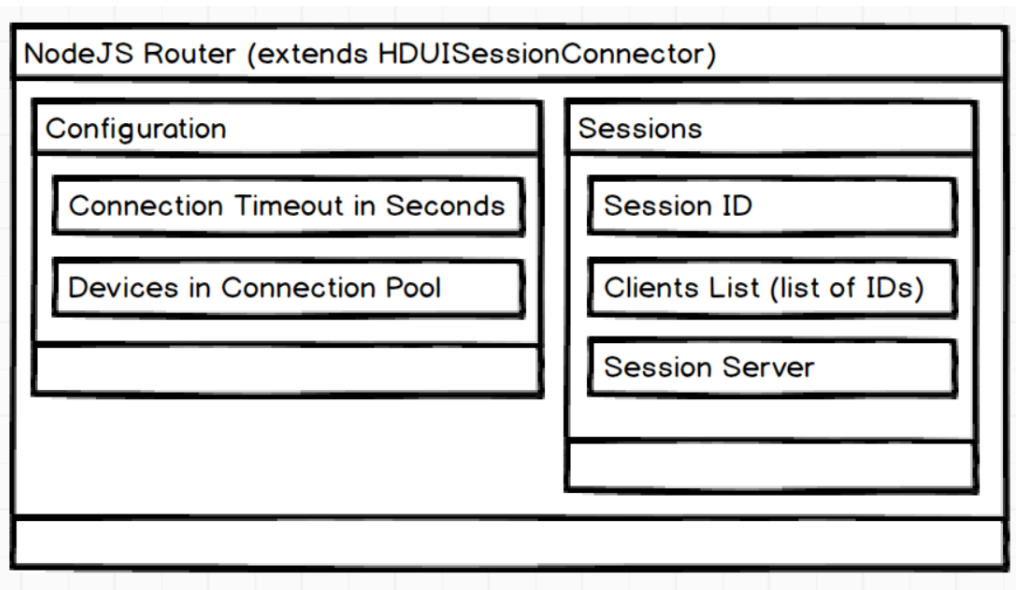 NodeJS Router (extends HDUISessionConnector)
Configuration
Connection Timeout in Seconds
Devices in Connection Pool
Sessions
Session ID
Clients List (list of IDs)
Session Server